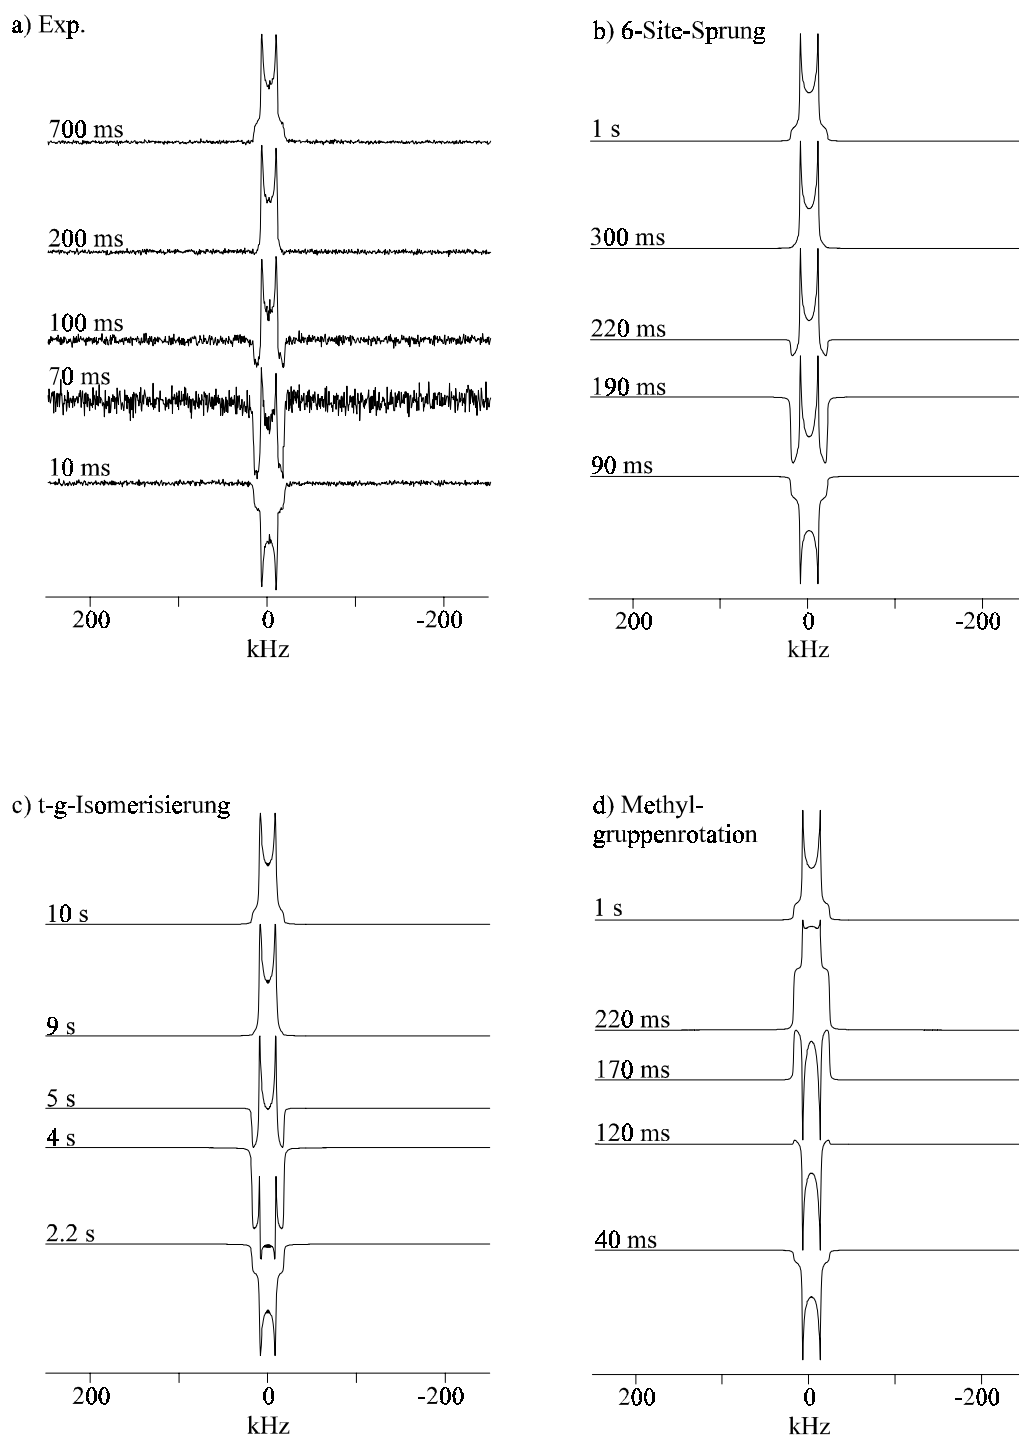 a) Exp.
700 ms
200 ms
100 ms
70 ms
10 ms
200 0 -200
kHz
b) 6-Site-Sprung
1 s
300 ms
220 ms
190 ms
90 ms
200 0 -200
kHz
c) t-g-Isomerisierung
10 s
9 s
5 s
4 s
2.2 s
200 0 -200
kHz
d) Methyl-
gruppenrotation
1 s
220 ms
170 ms
120 ms
40 ms
200 0 -200
kHz